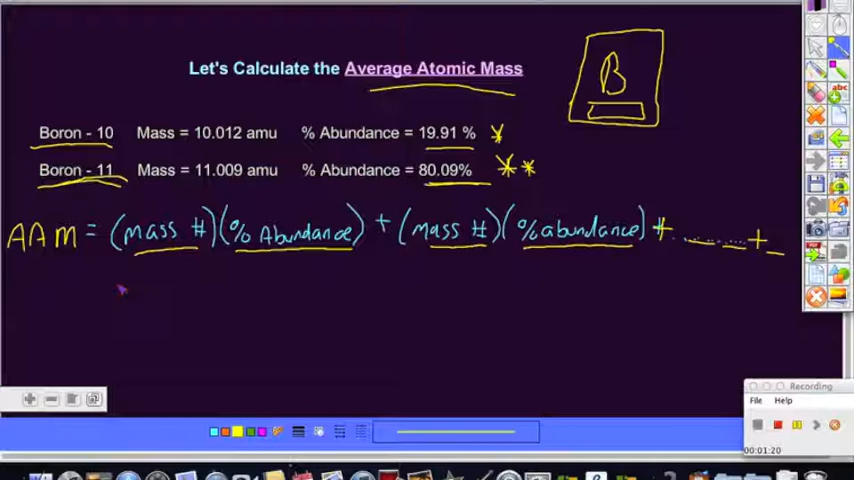 Let's Calculate the Average Atomic Mass
B
Boron - 10 Mass = 10.012 amu % Abundance = 19.91 %
Boron - 11 Mass = 11.009 amu % Abundance = 80.09%
AAM = (mass #)(% Abundance) + (mass #)(% abundance) + ........ + _
abc
Recording
File Help
00:01:20